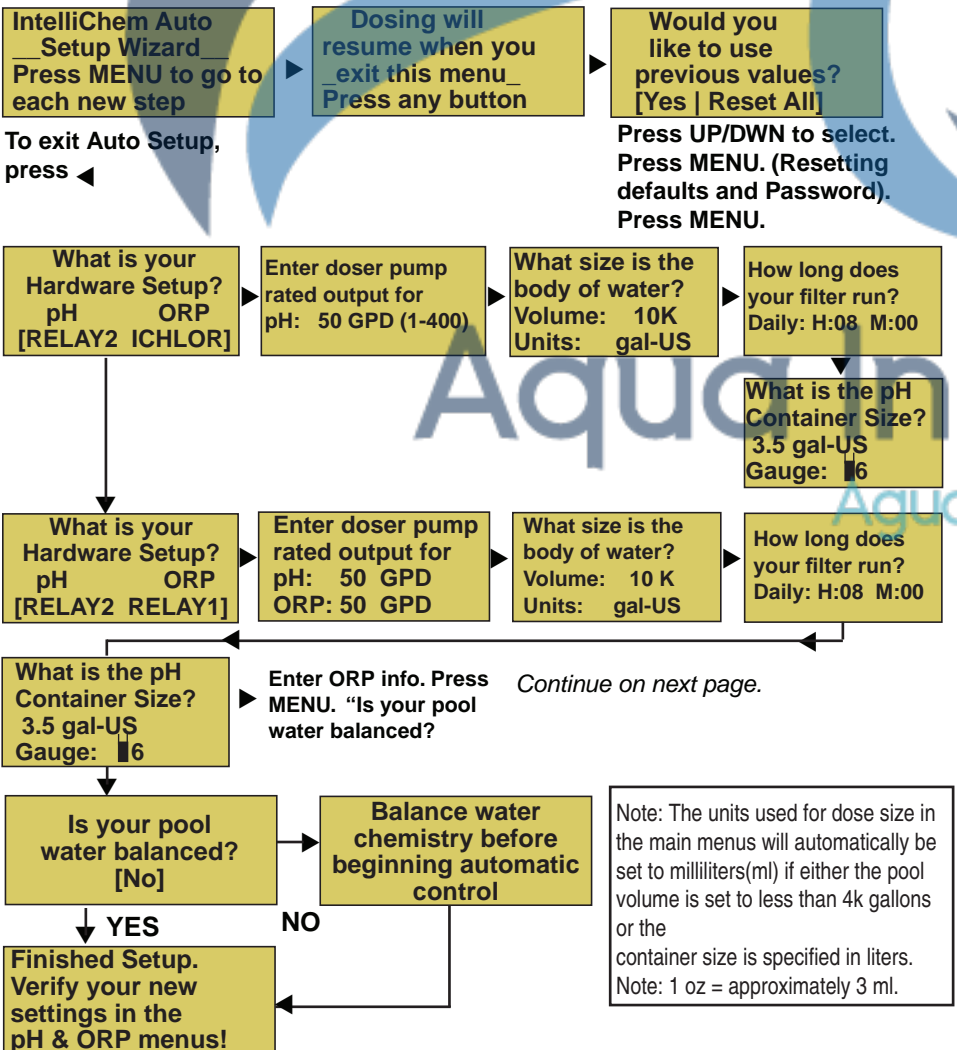 IntelliChem Auto
__Setup Wizard__
Press MENU to go to
each new step
Dosing will
resume when you
_exit this menu_
Press any button
Would you
like to use
previous values?
[Yes | Reset All]
To exit Auto Setup,
press ◀
Press UP/DWN to select.
Press MENU. (Resetting
defaults and Password).
Press MENU.
What is your
Hardware Setup?
pH ORP
[RELAY2 ICHLOR]
Enter doser pump
rated output for
pH: 50 GPD (1-400)
What size is the
body of water?
Volume: 10K
Units: gal-US
How long does
your filter run?
Daily: H:08 M:00
What is the pH
Container Size?
3.5 gal-US
Gauge: 6
Aqua In
Aqua
What is your
Hardware Setup?
pH ORP
[RELAY2 RELAY1]
Enter doser pump
rated output for
pH: 50 GPD
ORP: 50 GPD
What size is the
body of water?
Volume: 10 K
Units: gal-US
How long does
your filter run?
Daily: H:08 M:00
What is the pH
Container Size?
3.5 gal-US
Gauge: 6
Enter ORP info. Press
MENU. “Is your pool
water balanced?
Continue on next page.
Is your pool
water balanced?
[No]
Balance water
chemistry before
beginning automatic
control
YES
NO
Finished Setup.
Verify your new
settings in the
pH & ORP menus!
Note: The units used for dose size in
the main menus will automatically be
set to milliliters(ml) if either the pool
volume is set to less than 4k gallons
or the
container size is specified in liters.
Note: 1 oz = approximately 3 ml.